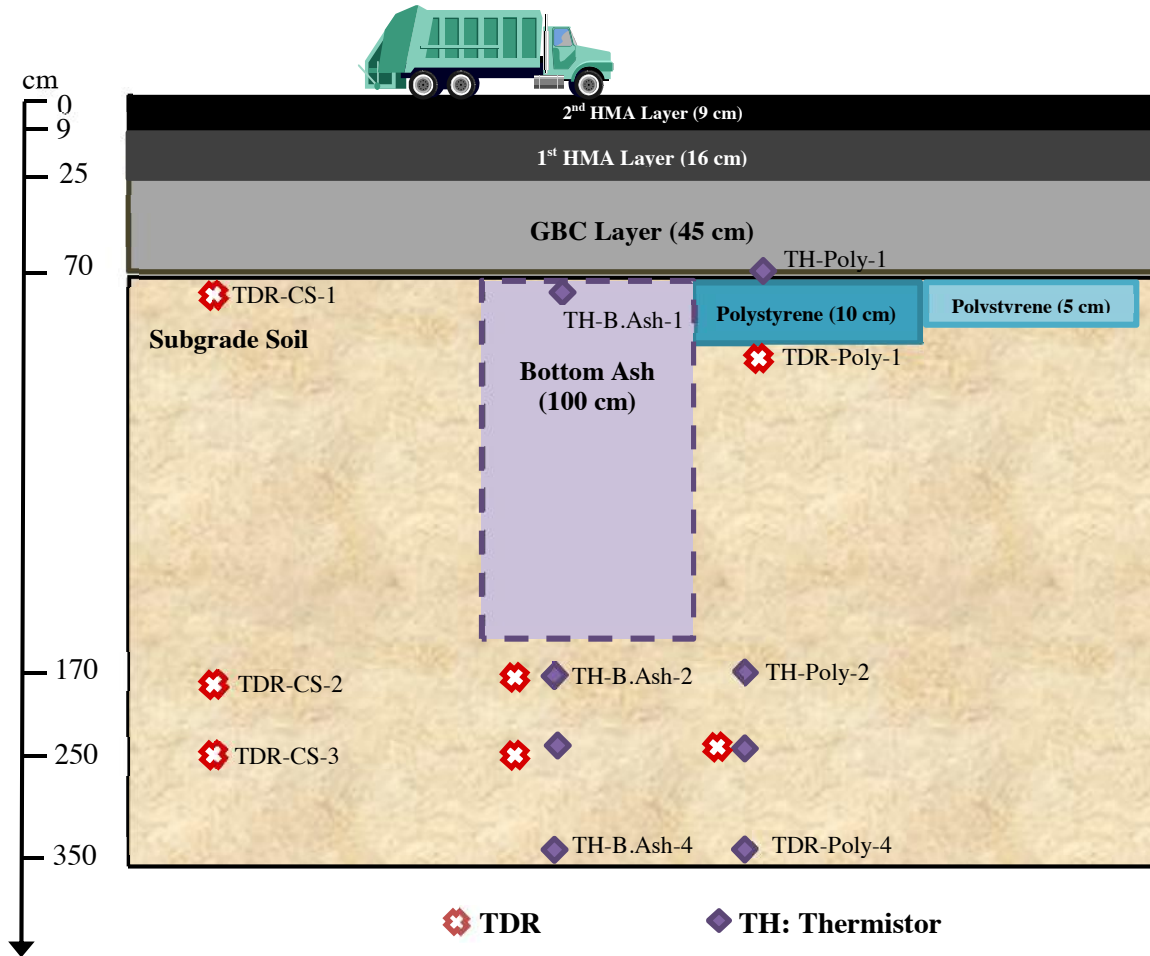 cm
0
9
25
70
170
250
350
2nd HMA Layer (9 cm)
1st HMA Layer (16 cm)
GBC Layer (45 cm)
TH-Poly-1
TDR-CS-1
TH-B.Ash-1
Polystyrene (10 cm)
Polystyrene (5 cm)
Subgrade Soil
TDR-Poly-1
Bottom Ash
(100 cm)
TDR-CS-2
TH-B.Ash-2
TH-Poly-2
TDR-CS-3
TH-B.Ash-4
TDR-Poly-4
TDR
TH: Thermistor